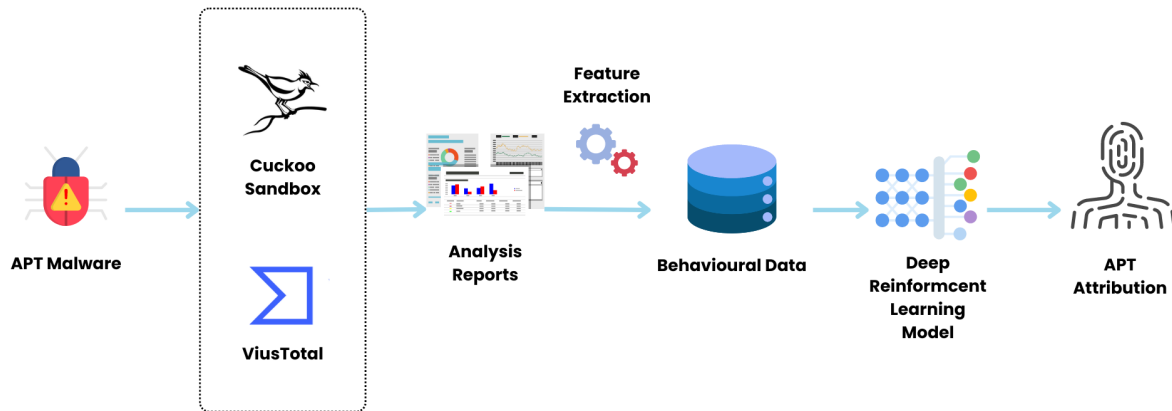 APT Malware
Cuckoo
Sandbox
ViusTotal
Analysis
Reports
Feature
Extraction
Behavioural Data
Deep
Reinformcent
Learning
Model
APT
Attribution